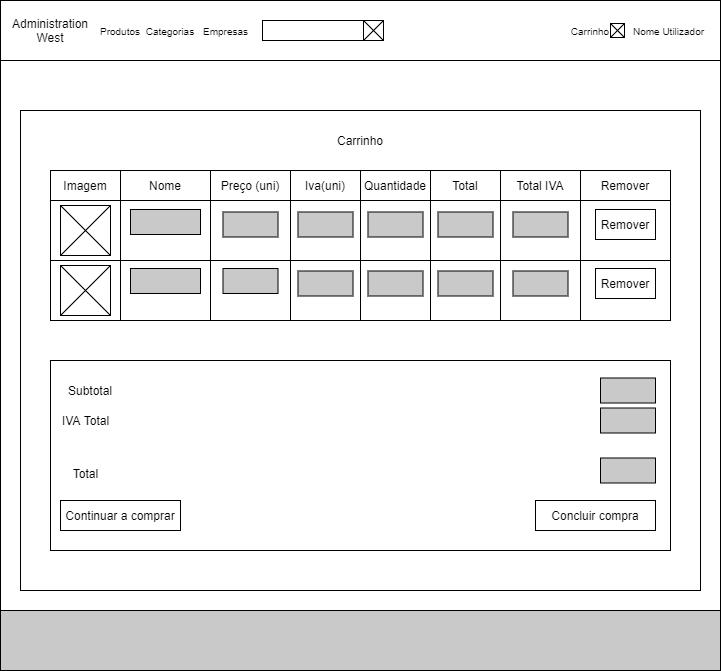 Administration
West
Produtos Categorias Empresas
Carrinho Nome Utilizador
Carrinho
Imagem Nome Preço (uni) Iva(uni) Quantidade Total Total IVA Remover
Remover
Remover
Subtotal
IVA Total
Total
Continuar a comprar Concluir compra